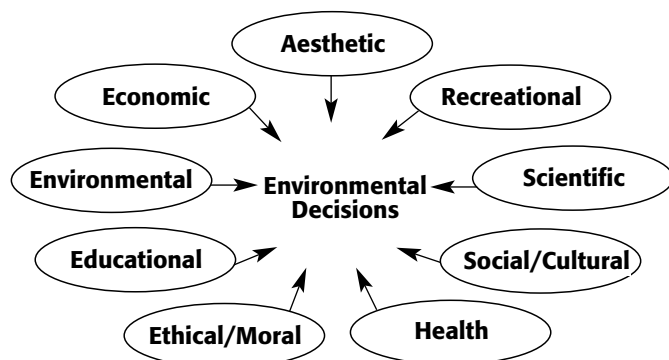 Aesthetic
Economic
Recreational
Environmental
Environmental
Decisions
Scientific
Educational
Social/Cultural
Ethical/Moral
Health